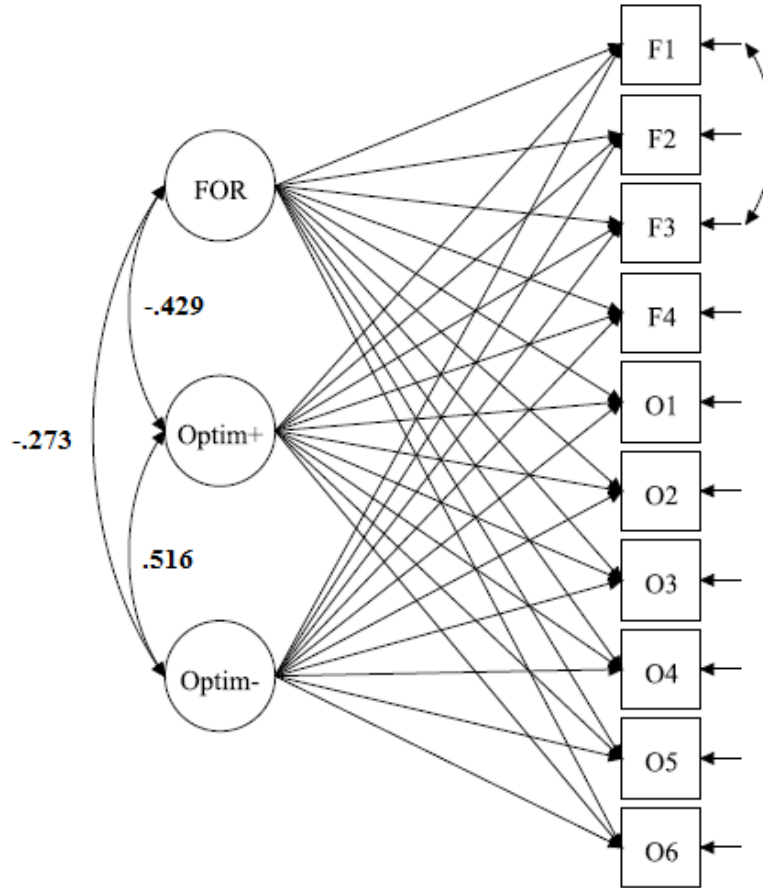 F1
F2
FOR
F3
-.429
F4
O1
-.273
Optim+
O2
.516
O3
Optim-
O4
O5
O6